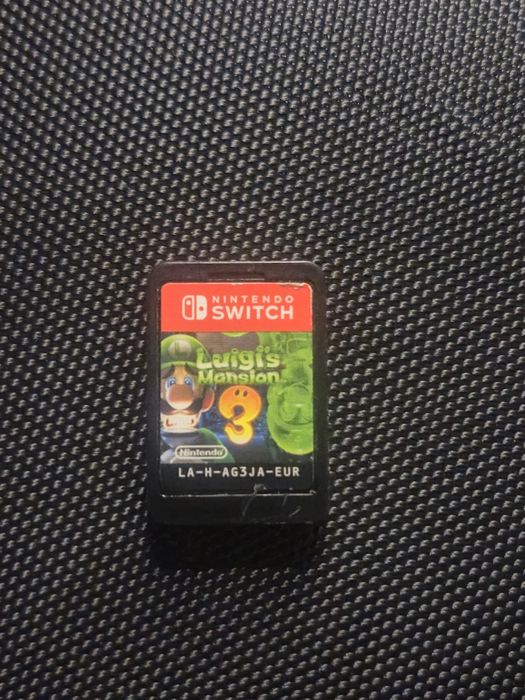 NINTENDO
SWITCH
Luigi's
Mansion
3
Nintendo
LA-H-AG3JA-EUR